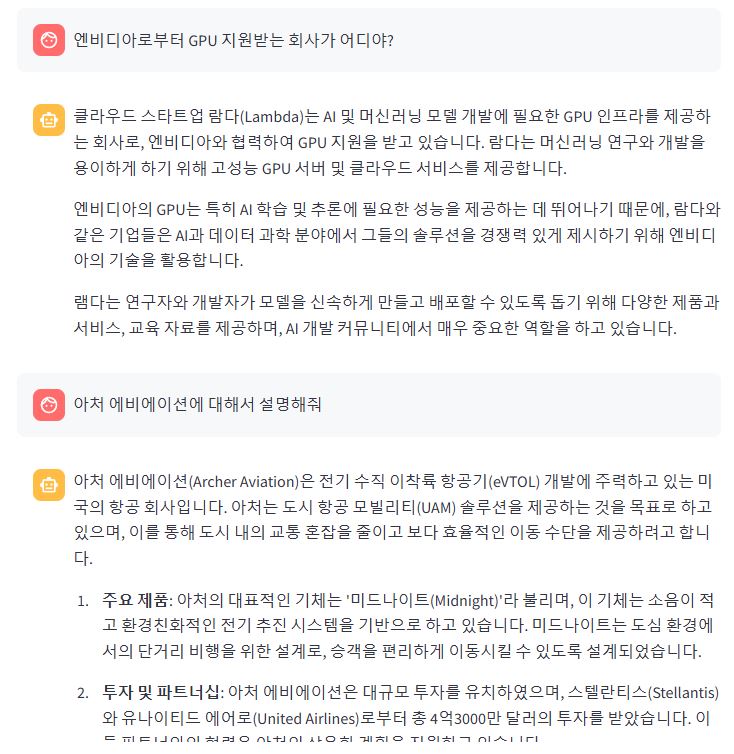 엔비디아로부터 GPU 지원받는 회사가 어디야?
클라우드 스타트업 람다(Lambda)는 AI 및 머신러닝 모델 개발에 필요한 GPU 인프라를 제공하
는 회사로, 엔비디아와 협력하여 GPU 지원을 받고 있습니다. 람다는 머신러닝 연구와 개발을
용이하게 하기 위해 고성능 GPU 서버 및 클라우드 서비스를 제공합니다.
엔비디아의 GPU는 특히 AI 학습 및 추론에 필요한 성능을 제공하는 데 뛰어나기 때문에, 람다와
같은 기업들은 AI과 데이터 과학 분야에서 그들의 솔루션을 경쟁력 있게 제시하기 위해 엔비디
아의 기술을 활용합니다.
램다는 연구자와 개발자가 모델을 신속하게 만들고 배포할 수 있도록 돕기 위해 다양한 제품과
서비스, 교육 자료를 제공하며, AI 개발 커뮤니티에서 매우 중요한 역할을 하고 있습니다.
아처 에비에이션에 대해서 설명해줘
아처 에비에이션(Archer Aviation)은 전기 수직 이착륙 항공기(eVTOL) 개발에 주력하고 있는 미
국의 항공 회사입니다. 아처는 도시 항공 모빌리티(UAM) 솔루션을 제공하는 것을 목표로 하고
있으며, 이를 통해 도시 내의 교통 혼잡을 줄이고 보다 효율적인 이동 수단을 제공하려고 합니
다.
1. 주요 제품: 아처의 대표적인 기체는 '미드나이트(Midnight)'라 불리며, 이 기체는 소음이 적
고 환경친화적인 전기 추진 시스템을 기반으로 하고 있습니다. 미드나이트는 도심 환경에
서의 단거리 비행을 위한 설계로, 승객을 편리하게 이동시킬 수 있도록 설계되었습니다.
2. 투자 및 파트너십: 아처 에비에이션은 대규모 투자를 유치하였으며, 스텔란티스(Stellantis)
와 유나이티드 에어로(United Airlines)로부터 총 4억3000만 달러의 투자를 받았습니다. 이